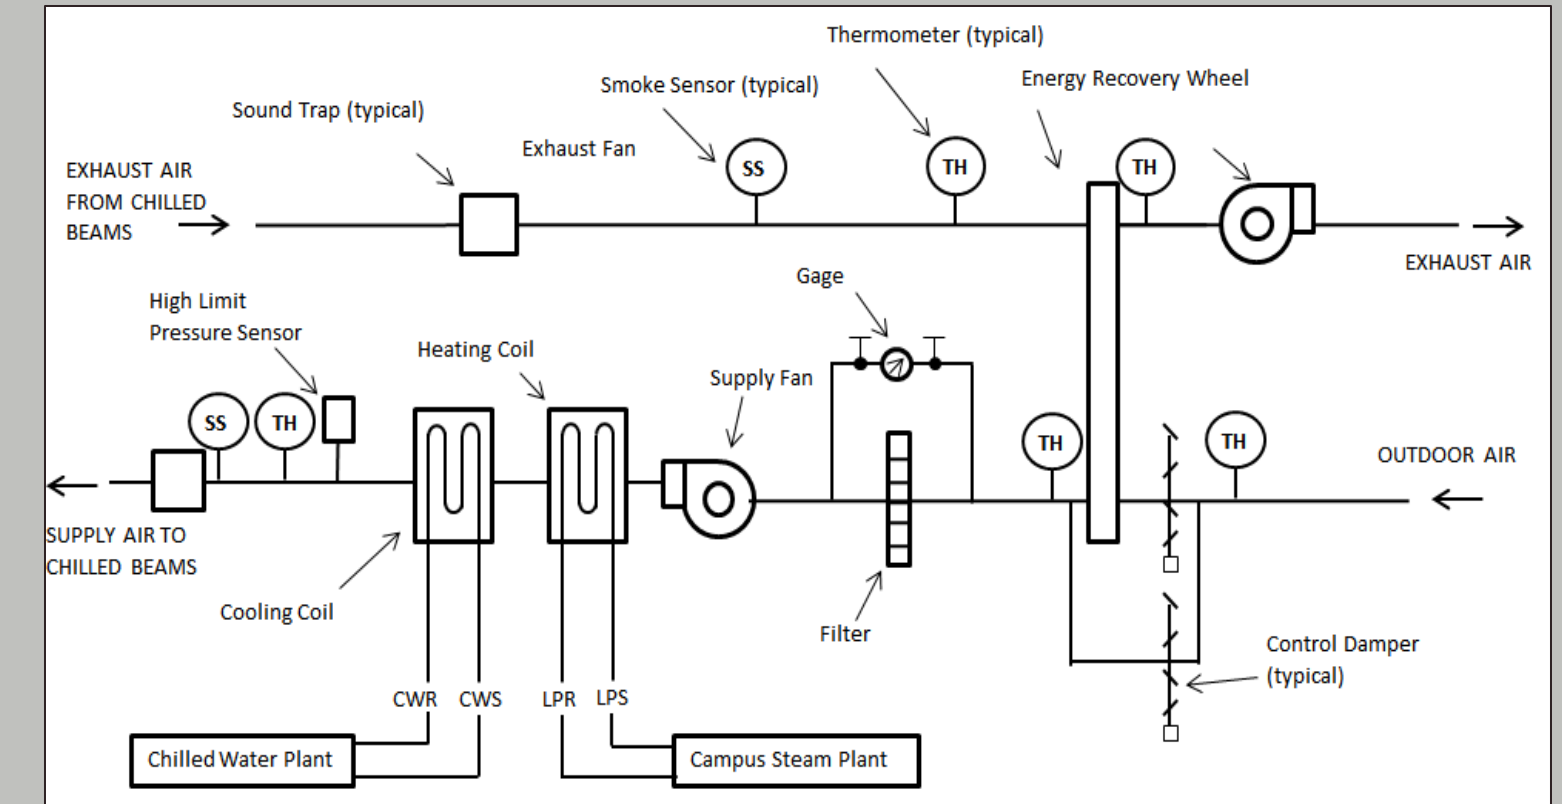 Thermometer (typical)
Energy Recovery Wheel
Smoke Sensor (typical)
Sound Trap (typical)
Exhaust Fan
EXHAUST AIR
FROM CHILLED
BEAMS
SS
TH
TH
EXHAUST AIR
Gage
High Limit
Pressure Sensor
Heating Coil
Supply Fan
SS
TH
TH
TH
OUTDOOR AIR
SUPPLY AIR TO
CHILLED BEAMS
Cooling Coil
Filter
Control Damper
(typical)
CWR
CWS
LPR
LPS
Chilled Water Plant
Campus Steam Plant